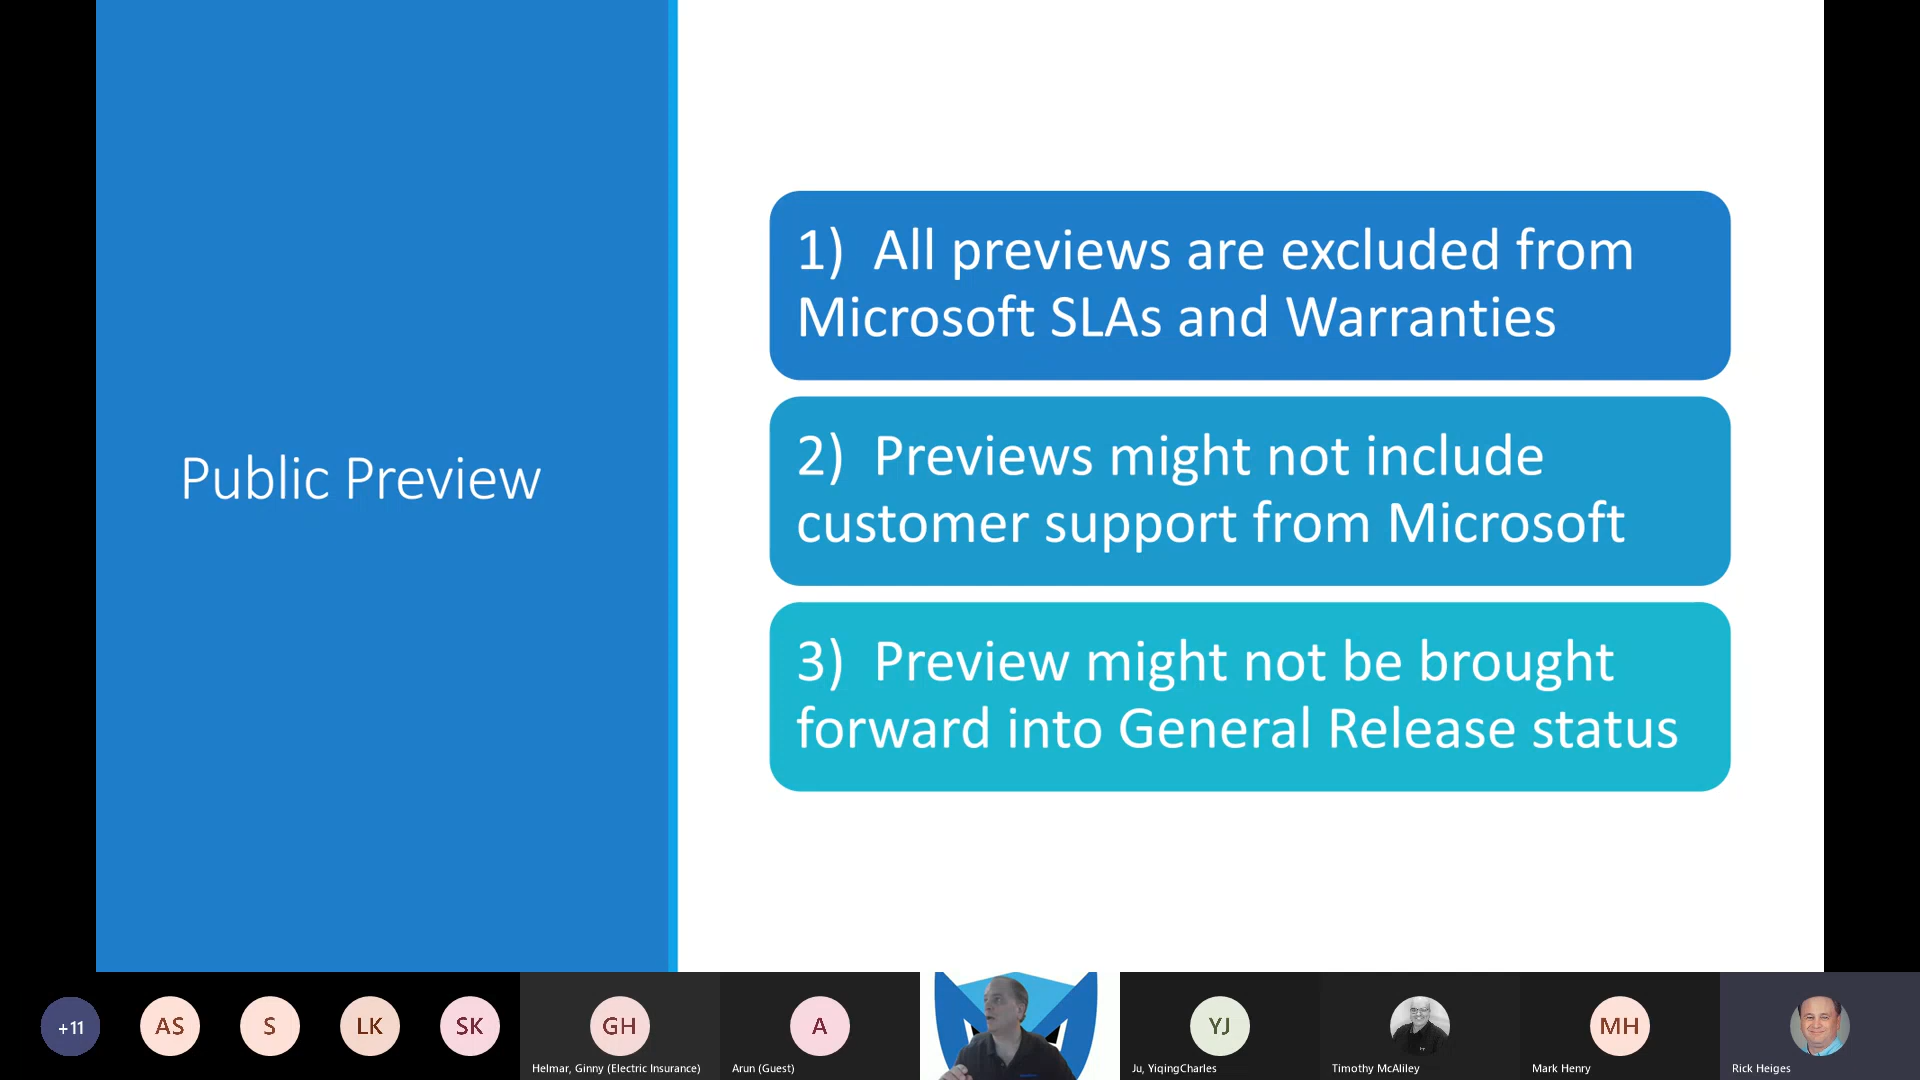 Public Preview
1) All previews are excluded from
Microsoft SLAs and Warranties
2) Previews might not include
customer support from Microsoft
3) Preview might not be brought
forward into General Release status
+11
AS
S
LK
SK
GH
Helmar, Ginny (Electric Insurance)
A
Arun (Guest)
YJ
Ju, YiqingCharles
Timothy McAliley
MH
Mark Henry
Rick Heiges